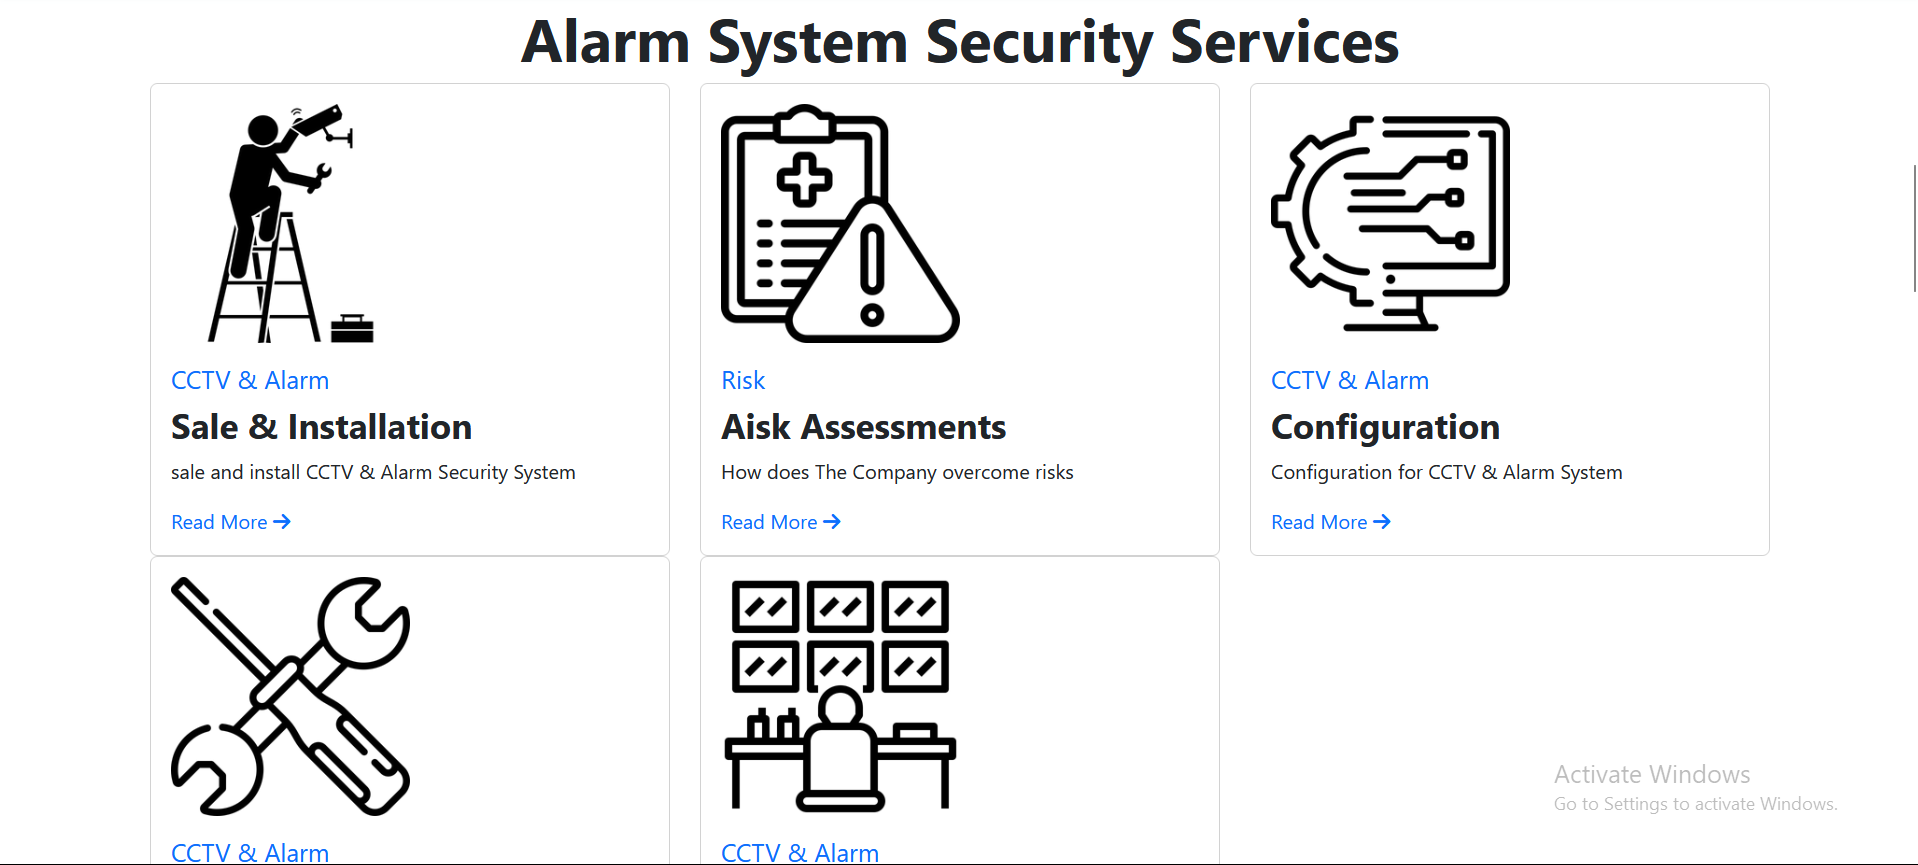 Alarm System Security Services
CCTV & Alarm
Sale & Installation
sale and install CCTV & Alarm Security System
Read More
Risk
Aisk Assessments
How does The Company overcome risks
Read More
CCTV & Alarm
Configuration
Configuration for CCTV & Alarm System
Read More
CCTV & Alarm
CCTV & Alarm
Activate Windows
Go to Settings to activate Windows.